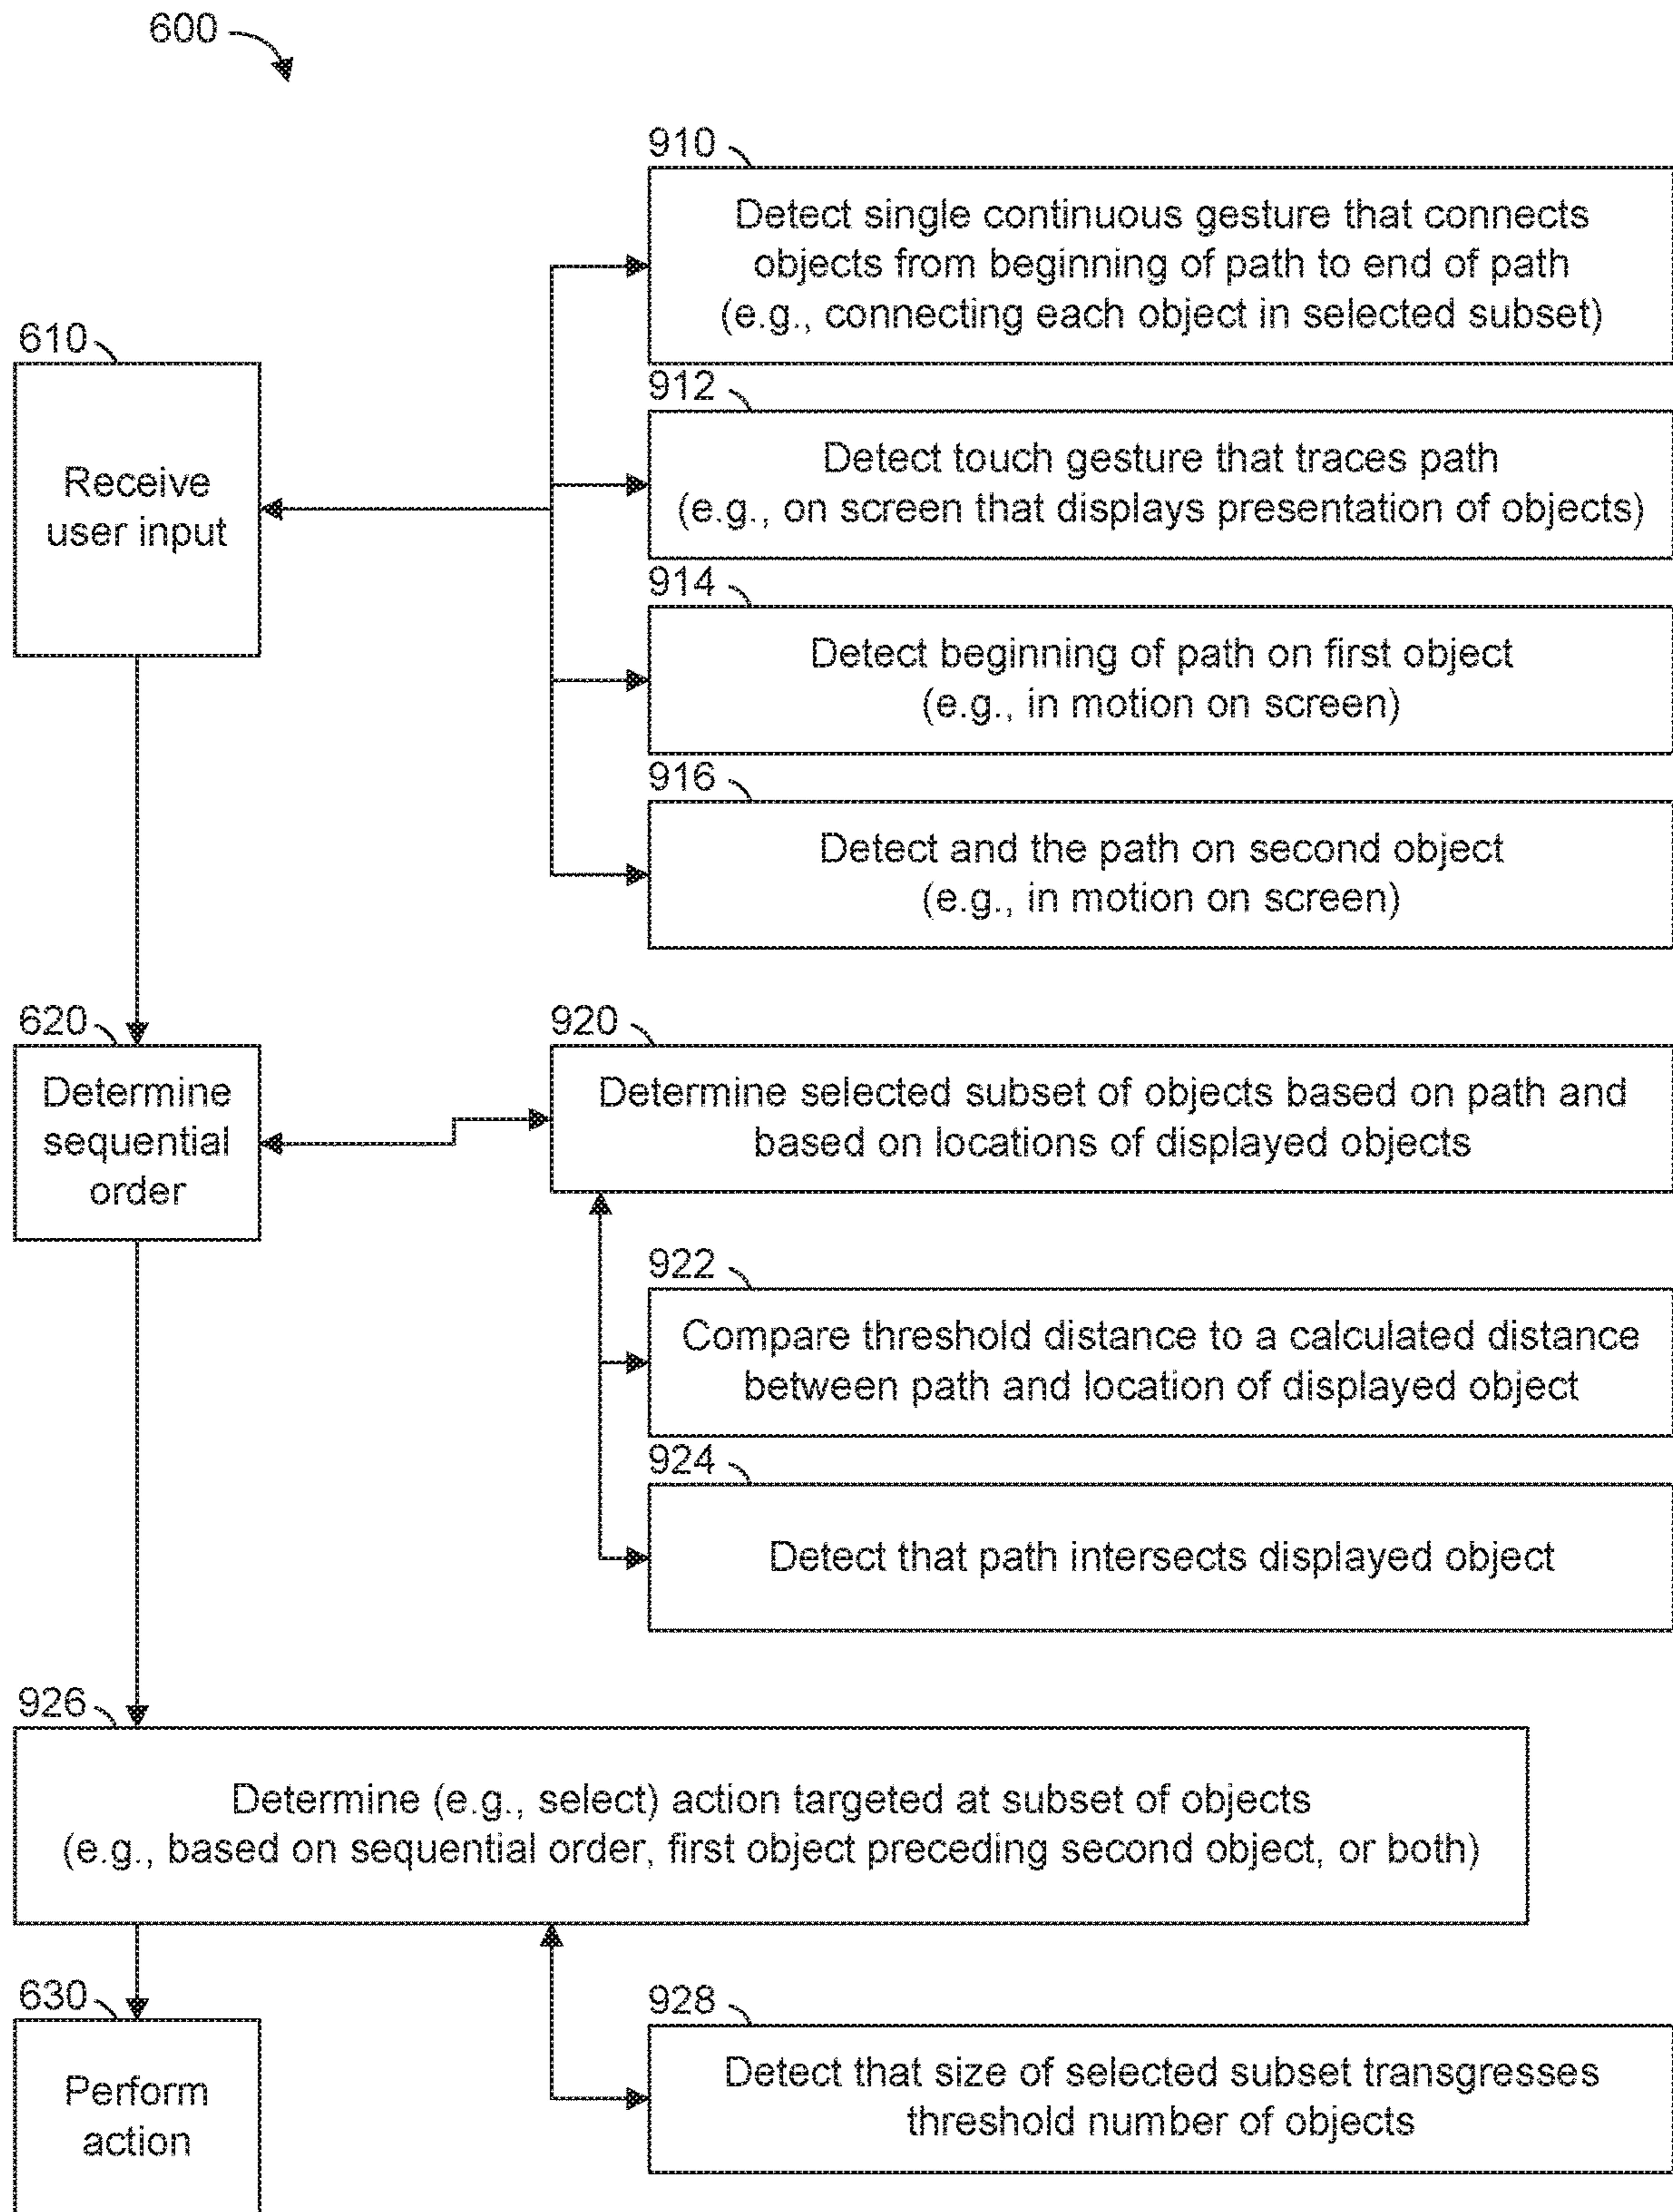 600
910
Detect single continuous gesture that connects
objects from beginning of path to end of path
(e.g., connecting each object in selected subset)
610
Receive
user input
912
Detect touch gesture that traces path
(e.g., on screen that displays presentation of objects)
914
Detect beginning of path on first object
(e.g., in motion on screen)
916
Detect and the path on second object
(e.g., in motion on screen)
620
Determine
sequential
order
920
Determine selected subset of objects based on path and
based on locations of displayed objects
922
Compare threshold distance to a calculated distance
between path and location of displayed object
924
Detect that path intersects displayed object
926
Determine (e.g., select) action targeted at subset of objects
(e.g., based on sequential order, first object preceding second object, or both)
630
Perform
action
928
Detect that size of selected subset transgresses
threshold number of objects